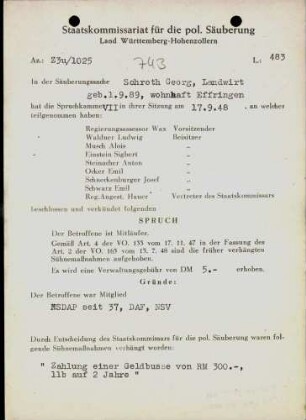 Staatskommissariat für die pol. Säuberung
Land Württemberg-Hohenzollern
Az.: Z3u/1025
743
L: 483
In der Säuberungssache Schroth Georg, Landwirt
geb.1.9.89, wohnhaft Effringen
hat die Spruchkammer VII in ihrer Sitzung am 17.9.48 , an welcher
teilgenommen haben:
Regierungsassessor Wax Vorsitzender
Waldner Ludwig Beisitzer
Musch Alois „
Einstein Sigbert „
Steinacher Anton „
Osker Emil „
Schnerkenburger Josef „
Schwarz Emil „
Reg.Angest. Hauer Vertreter des Staatskommissars
beschlossen und verkündet folgenden
SPRUCH
Der Betroffene ist Mitläufer.
Gemäß Art. 4 der VO. 133 vom 17. 11. 47 in der Fassung des
Art. 2 der VO. 165 vom 13. 7. 48 sind die früher verhängten
Sühnemaßnahmen aufgehoben.
Es wird eine Verwaltungsgebühr von DM 5.- erhoben.
Gründe:
Der Betroffene war Mitglied
NSDAP seit 37, DAF, NSV
Durch Entscheidung des Staatskommissars für die pol. Säuberung waren fol-
gende Sühnemaßnahmen verhängt worden:
" Zahlung einer Geldbusse von RM 300.-,
11b auf 2 Jahre "